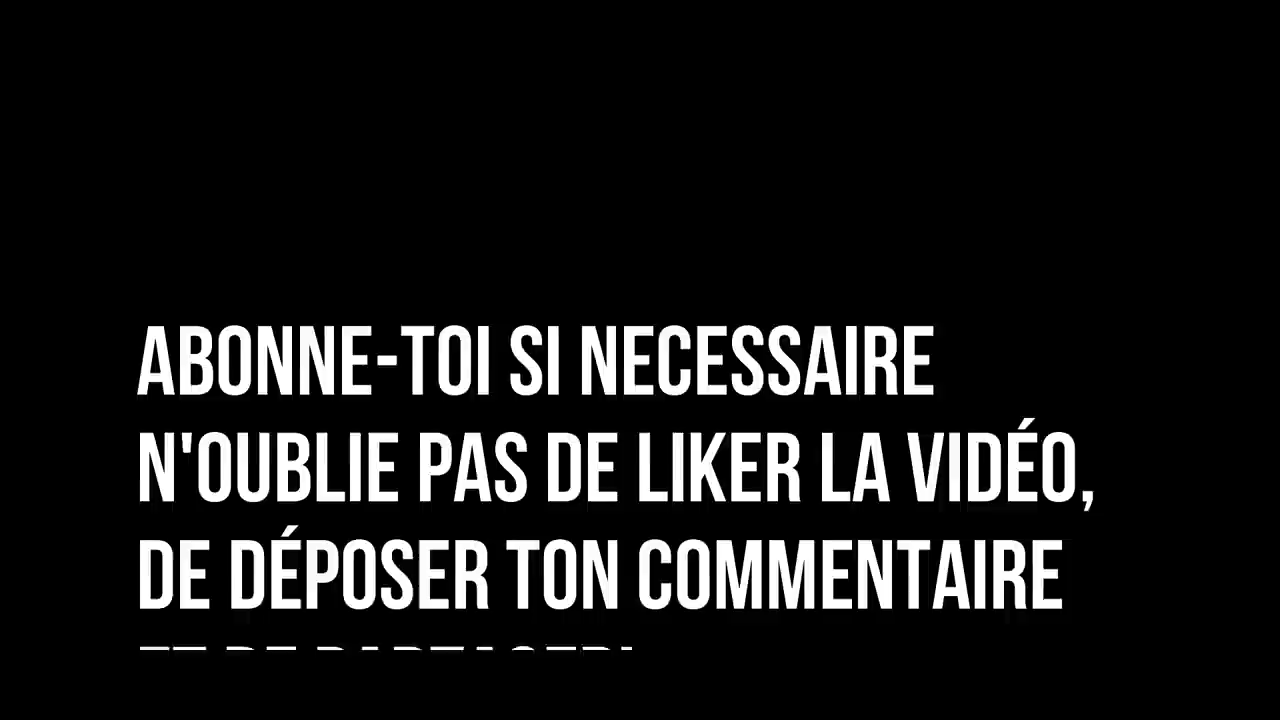 ABONNE-TOI SI NECESSAIRE
N'OUBLIE PAS DE LIKER LA VIDÉO,
DE DÉPOSER TON COMMENTAIRE